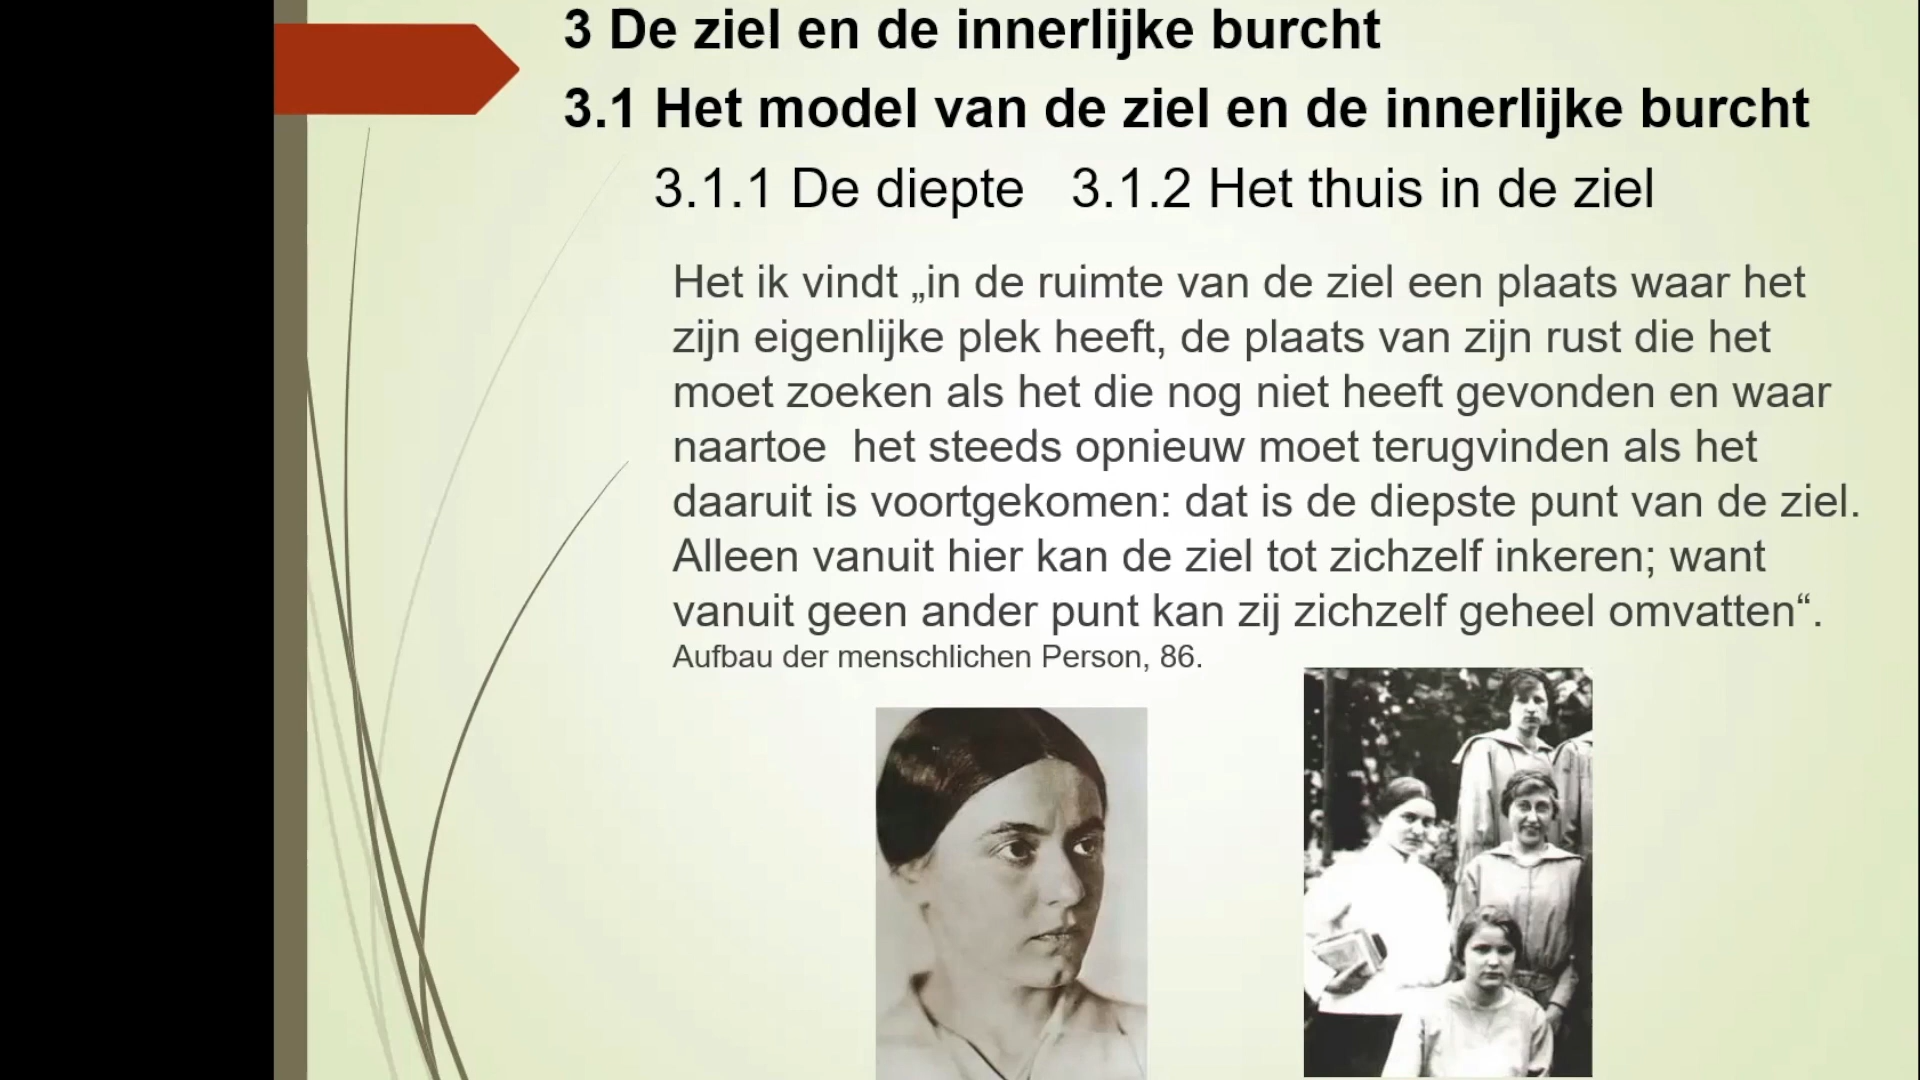 3 De ziel en de innerlijke burcht
3.1 Het model van de ziel en de innerlijke burcht
3.1.1 De diepte   3.1.2 Het thuis in de ziel
Het ik vindt „in de ruimte van de ziel een plaats waar het
zijn eigenlijke plek heeft, de plaats van zijn rust die het
moet zoeken als het die nog niet heeft gevonden en waar
naartoe  het steeds opnieuw moet terugvinden als het
daaruit is voortgekomen: dat is de diepste punt van de ziel.
Alleen vanuit hier kan de ziel tot zichzelf inkeren; want
vanuit geen ander punt kan zij zichzelf geheel omvatten“.
Aufbau der menschlichen Person, 86.